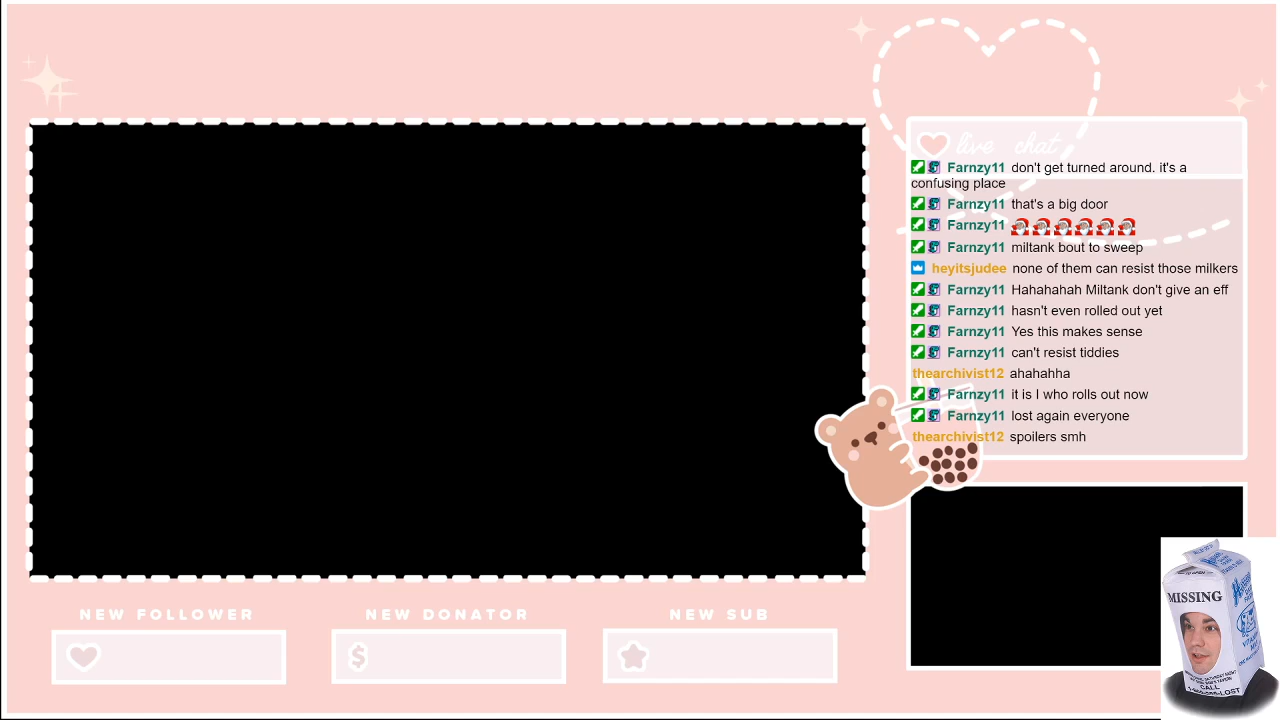 live chat
Farnzy11 don't get turned around. it's a
confusing place
Farnzy11 that's a big door
Farnzy11
Farnzy11 miltank bout to sweep
heyitsjudee none of them can resist those milkers
Farnzy11 Hahahahah Miltank don't give an eff
Farnzy11 hasn't even rolled out yet
Farnzy11 Yes this makes sense
Farnzy11 can't resist tiddies
thearchivist12 ahahahha
Farnzy11 it is I who rolls out now
Farnzy11 lost again everyone
thearchivist12 spoilers smh
NEW FOLLOWER
NEW DONATOR
NEW SUB
$
MISSING
CALL